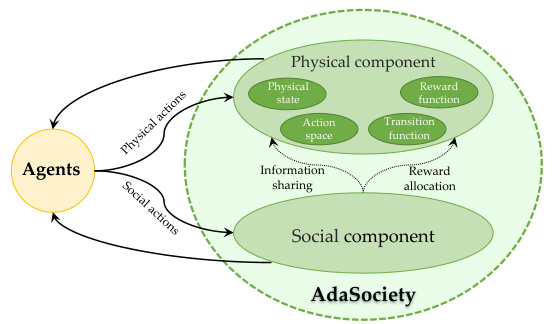 Physical component
Physical
state
Reward
function
Action
space
Transition
function
Physical actions
Agents
Social actions
Information
sharing
Reward
allocation
Social component
AdaSociety